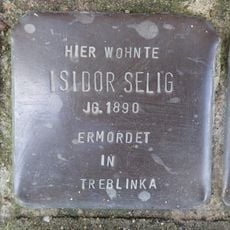 HIER WOHNTE
ISIDOR SELIG
JG. 1890
ERMORDET
IN
TREBLINKA